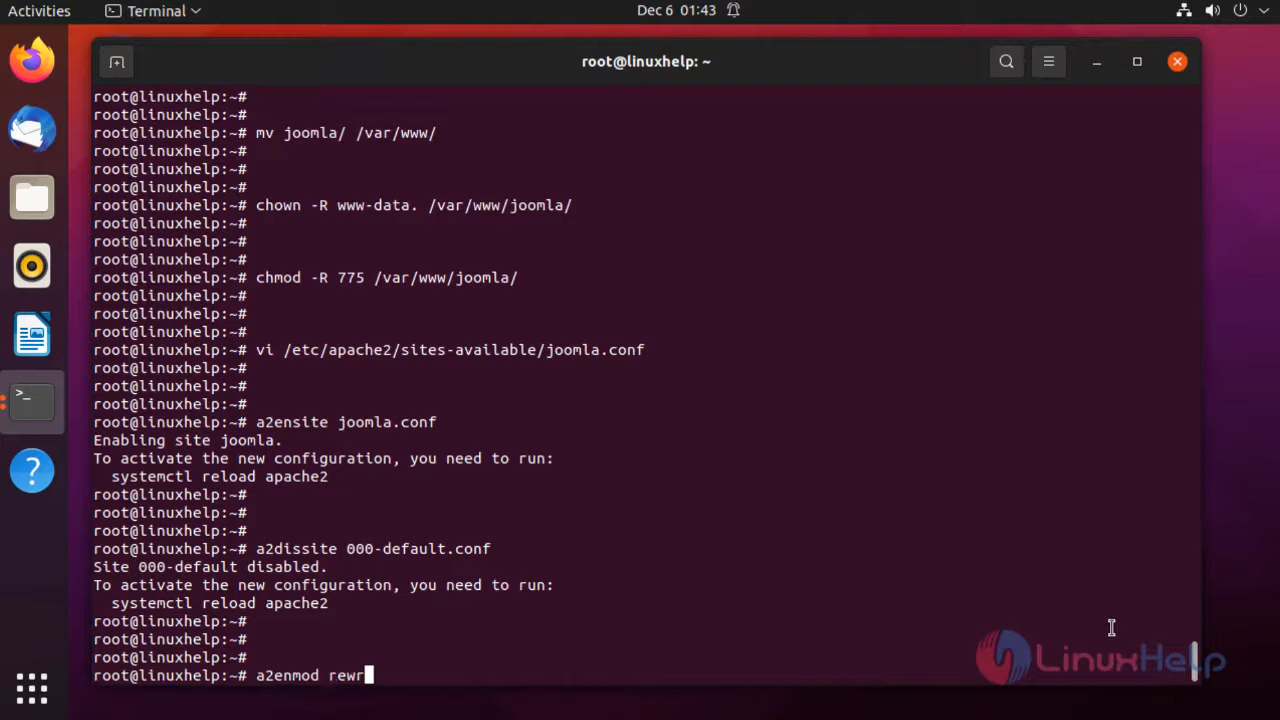 Activities
Terminal
Dec 6 01:43
root@linuxhelp: ~
root@linuxhelp:~#
root@linuxhelp:~#
root@linuxhelp:~# mv joomla/ /var/www/
root@linuxhelp:~#
root@linuxhelp:~#
root@linuxhelp:~#
root@linuxhelp:~# chown -R www-data. /var/www/joomla/
root@linuxhelp:~#
root@linuxhelp:~#
root@linuxhelp:~#
root@linuxhelp:~# chmod -R 775 /var/www/joomla/
root@linuxhelp:~#
root@linuxhelp:~#
root@linuxhelp:~#
root@linuxhelp:~# vi /etc/apache2/sites-available/joomla.conf
root@linuxhelp:~#
root@linuxhelp:~#
root@linuxhelp:~#
root@linuxhelp:~# a2ensite joomla.conf
Enabling site joomla.
To activate the new configuration, you need to run:
systemctl reload apache2
root@linuxhelp:~#
root@linuxhelp:~#
root@linuxhelp:~#
root@linuxhelp:~# a2dissite 000-default.conf
Site 000-default disabled.
To activate the new configuration, you need to run:
systemctl reload apache2
root@linuxhelp:~#
root@linuxhelp:~#
root@linuxhelp:~#
root@linuxhelp:~# a2enmod rewr
LinuxHelp